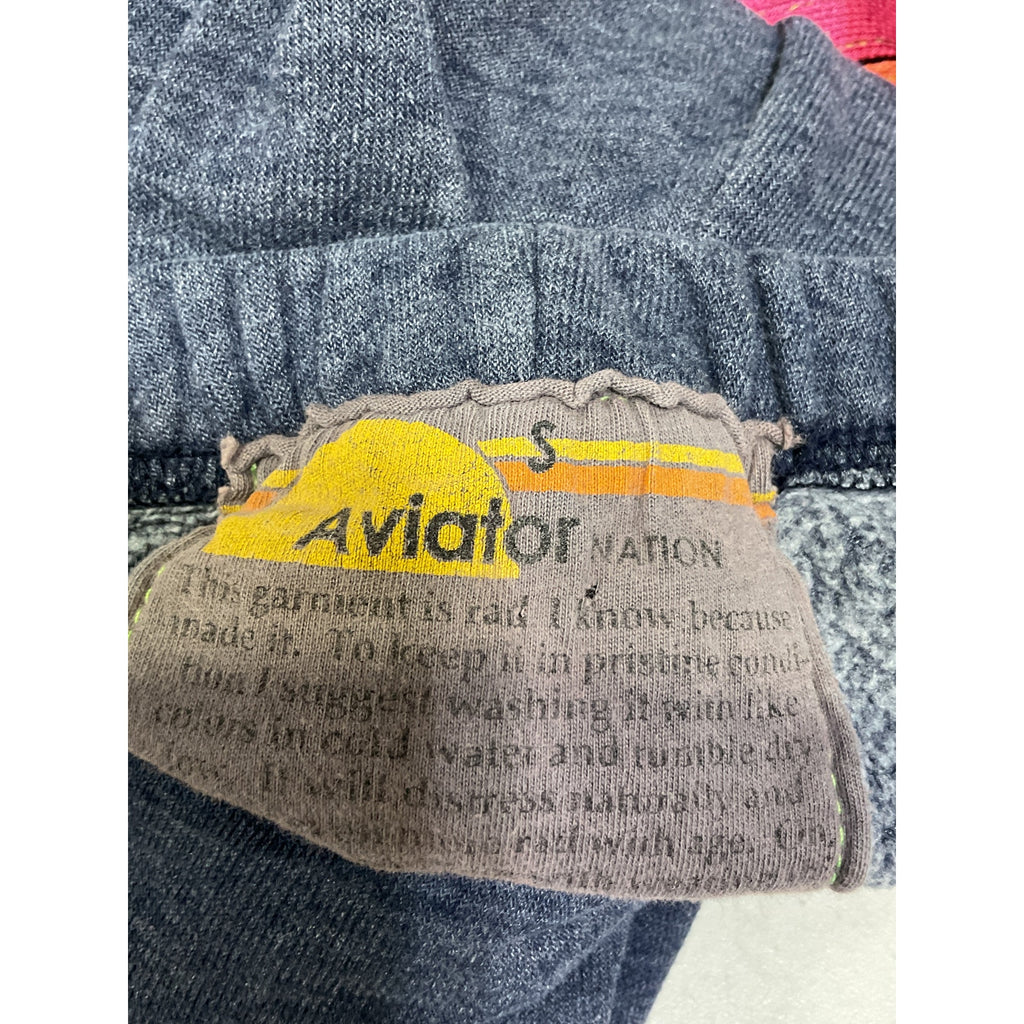 S
Aviator NATION
This garment is rad I know because
made it. To keep it in pristine condi-
tion I suggest washing it with like
colors in cold water and tumble dry
low. It will distress naturally and
rad with age.